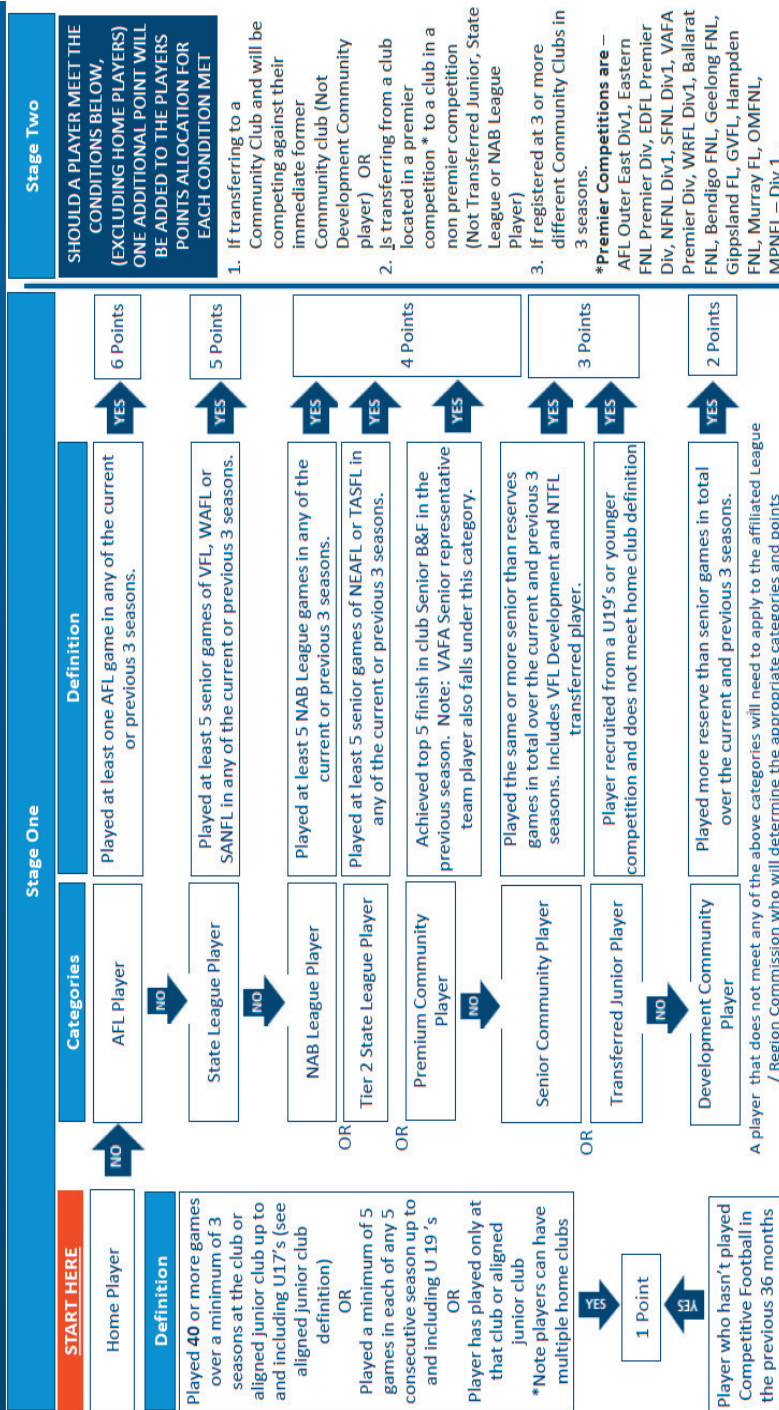 Stage One
START HERE
Home Player
Definition
Played 40 or more games
over a minimum of 3
seasons at the club or
aligned junior club up to
and including U17's (see
aligned junior club
definition)
OR
Played a minimum of 5
games in each of any 5
consecutive season up to
and including U 19 's
OR
Player has played only at
that club or aligned
junior club
*Note players can have
multiple home clubs
YES
1 Point
YES
Player who hasn't played
Competitive Football in
the previous 36 months
NO
Categories
Definition
AFL Player
Played at least one AFL game in any of the current
or previous 3 seasons.
YES
6 Points
NO
State League Player
Played at least 5 senior games of VFL, WAFL or
SANFL in any of the current or previous 3 seasons.
YES
5 Points
NO
NAB League Player
Played at least 5 NAB League games in any of the
current or previous 3 seasons.
YES
OR
Tier 2 State League Player
Played at least 5 senior games of NEAFL or TASFL in
any of the current or previous 3 seasons.
YES
4 Points
OR
Premium Community
Player
Achieved top 5 finish in club Senior B&F in the
previous season. Note: VAFA Senior representative
team player also falls under this category.
YES
NO
Senior Community Player
Played the same or more senior than reserves
games in total over the current and previous 3
seasons. Includes VFL Development and NTFL
transferred player.
YES
3 Points
OR
Transferred Junior Player
Player recruited from a U19's or younger
competition and does not meet home club definition
YES
NO
Development Community
Player
Played more reserve than senior games in total
over the current and previous 3 seasons.
YES
2 Points
A player that does not meet any of the above categories will need to apply to the affiliated League
/ Region Commission who will determine the appropriate categories and points
Stage Two
SHOULD A PLAYER MEET THE
CONDITIONS BELOW,
(EXCLUDING HOME PLAYERS)
ONE ADDITIONAL POINT WILL
BE ADDED TO THE PLAYERS
POINTS ALLOCATION FOR
EACH CONDITION MET
1. If transferring to a
Community Club and will be
competing against their
immediate former
Community club (Not
Development Community
player) OR
2. Is transferring from a club
located in a premier
competition * to a club in a
non premier competition
(Not Transferred Junior, State
League or NAB League
Player)
3. If registered at 3 or more
different Community Clubs in
3 seasons.
*Premier Competitions are –
AFL Outer East Div1, Eastern
FNL Premier Div, EDFL Premier
Div, NFNL Div1, SFNL Div1, VAFA
Premier Div, WRFL Div1, Ballarat
FNL, Bendigo FNL, Geelong FNL,
Gippsland FL, GVFL, Hampden
FNL, Murray FL, OMFNL,
MPNFL – Div 1